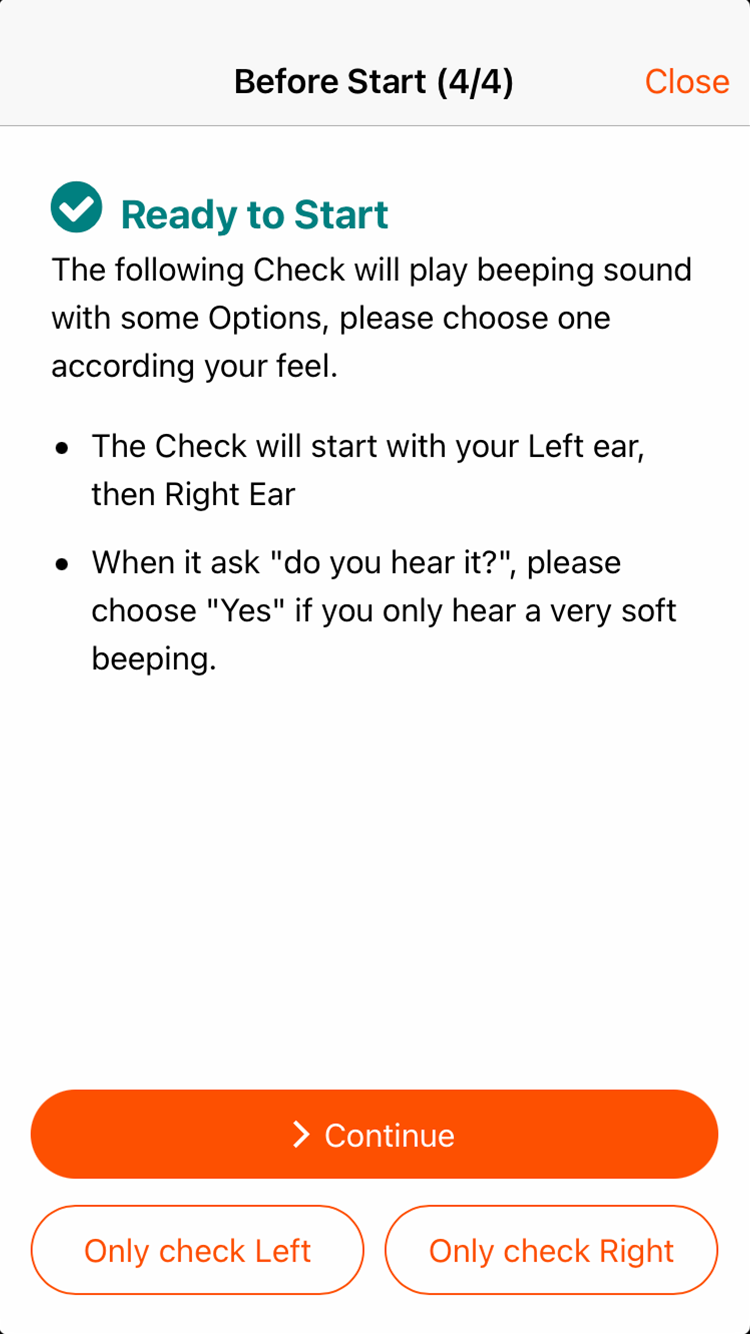 Before Start (4/4)
Close
Ready to Start
The following Check will play beeping sound
with some Options, please choose one
according your feel.
• The Check will start with your Left ear,
then Right Ear
• When it ask "do you hear it?", please
choose "Yes" if you only hear a very soft
beeping.
Continue
Only check Left
Only check Right